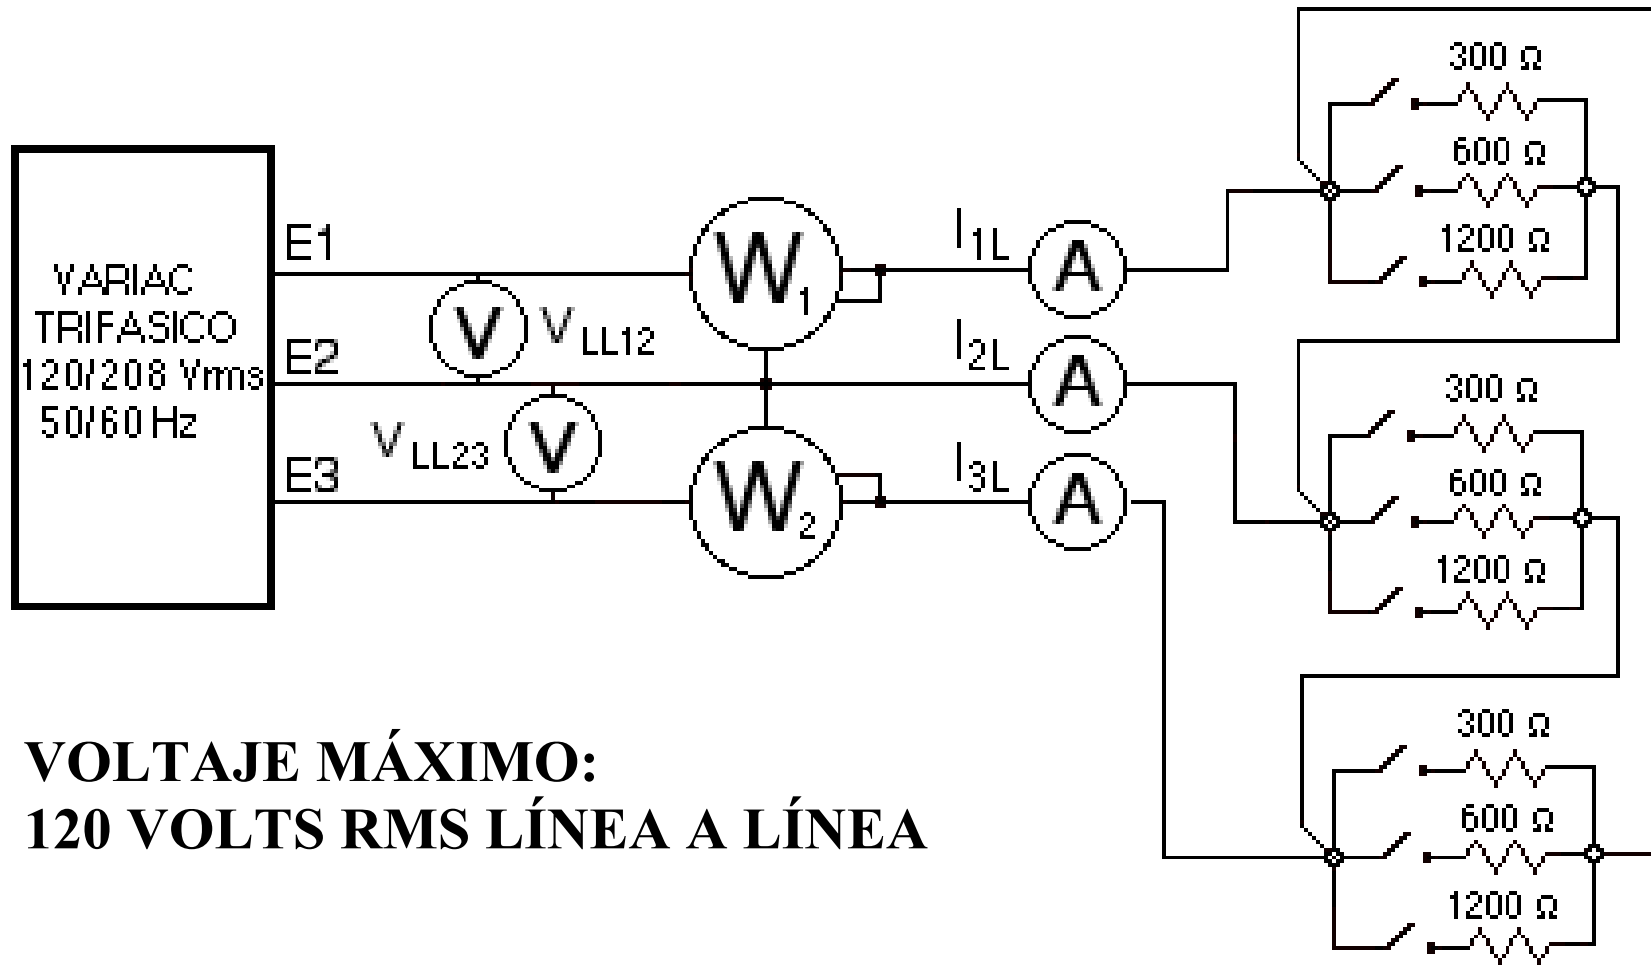 VARIAC
TRIFASICO
120/208 Vrms
50/60 Hz
E1
E2
E3
V
V LL12
V
V LL23
W1
W2
I1L
A
I2L
A
I3L
A
300 Ω
600 Ω
1200 Ω
300 Ω
600 Ω
1200 Ω
300 Ω
600 Ω
1200 Ω
VOLTAJE MÁXIMO:
120 VOLTS RMS LÍNEA A LÍNEA